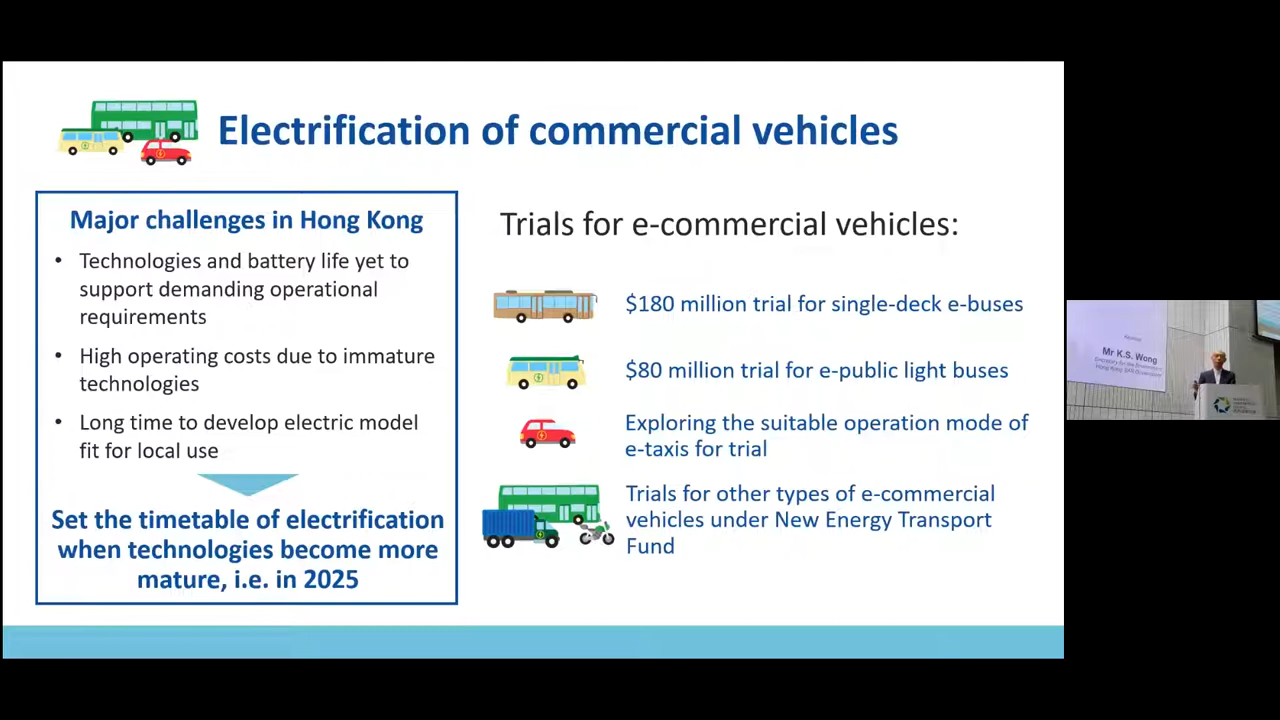 Electrification of commercial vehicles
Major challenges in Hong Kong
• Technologies and battery life yet to
support demanding operational
requirements
• High operating costs due to immature
technologies
• Long time to develop electric model
fit for local use
Set the timetable of electrification
when technologies become more
mature, i.e. in 2025
Trials for e-commercial vehicles:
$180 million trial for single-deck e-buses
$80 million trial for e-public light buses
Exploring the suitable operation mode of
e-taxis for trial
Trials for other types of e-commercial
vehicles under New Energy Transport
Fund
Mr K.S. Wong
Secretary for the Environment